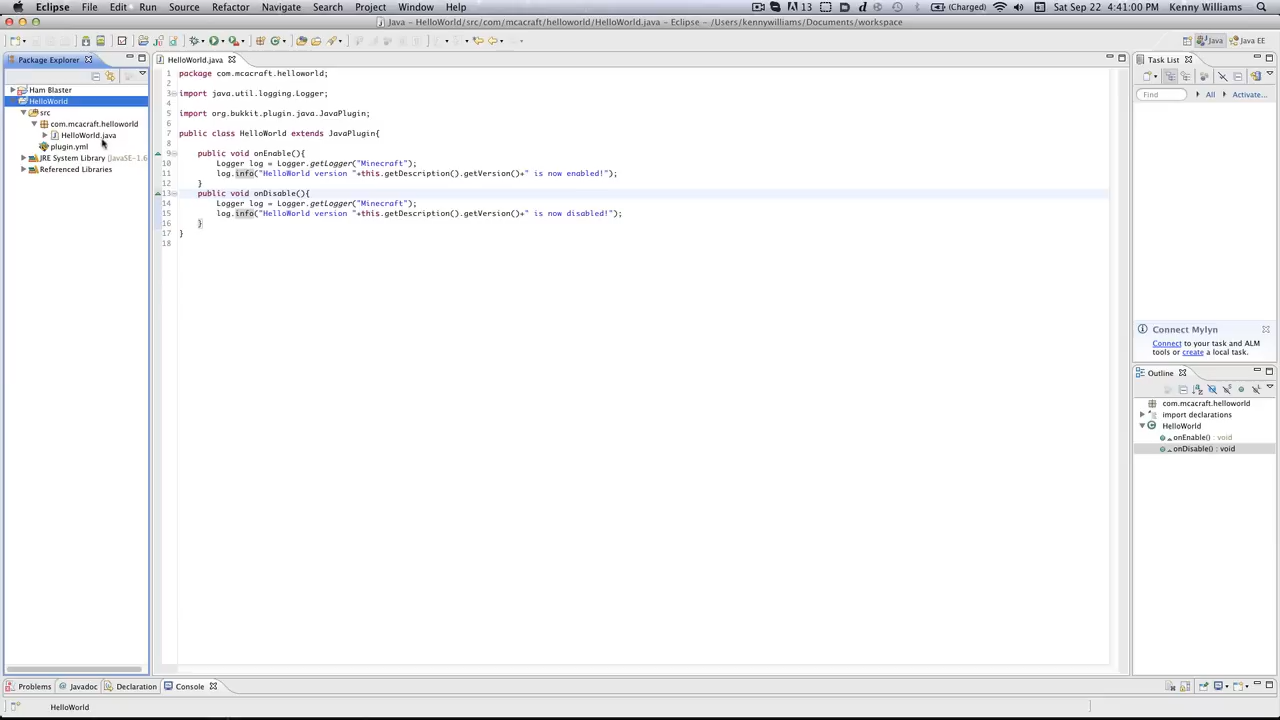 Eclipse File Edit Run Source Refactor Navigate Search Project Window Help 13 (Charged) Sat Sep 22 4:41:00 PM Kenny Williams
Java – HelloWorld/src/com/mcacraft/helloworld/HelloWorld.java – Eclipse – /Users/kennywilliams/Documents/workspace
Java Java EE
Package Explorer
Ham Blaster
HelloWorld
src
com.mcacraft.helloworld
HelloWorld.java
plugin.yml
JRE System Library [JavaSE-1.6
Referenced Libraries
HelloWorld.java
1 package com.mcacraft.helloworld;
2
3 import java.util.logging.Logger;
4
5 import org.bukkit.plugin.java.JavaPlugin;
6
7 public class HelloWorld extends JavaPlugin{
8
9 public void onEnable(){
10 Logger log = Logger.getLogger("Minecraft");
11 log.info("HelloWorld version "+this.getDescription().getVersion()+" is now enabled!");
12 }
13 public void onDisable(){
14 Logger log = Logger.getLogger("Minecraft");
15 log.info("HelloWorld version "+this.getDescription().getVersion()+" is now disabled!");
16 }
17 }
18
Task List
Find All Activate...
Connect Mylyn
Connect to your task and ALM
tools or create a local task.
Outline
com.mcacraft.helloworld
import declarations
HelloWorld
onEnable() : void
onDisable() : void
Problems Javadoc Declaration Console
HelloWorld